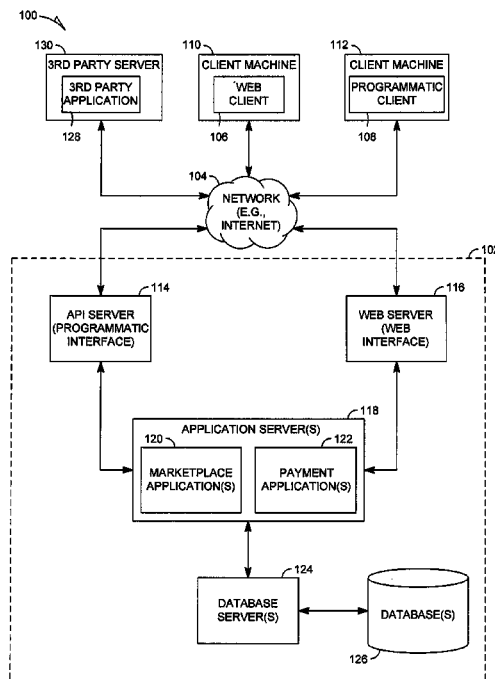 100
130
110
112
3RD PARTY SERVER
3RD PARTY
APPLICATION
128
CLIENT MACHINE
WEB
CLIENT
106
CLIENT MACHINE
PROGRAMMATIC
CLIENT
108
104
NETWORK
(E.G.,
INTERNET)
102
114
API SERVER
(PROGRAMMATIC
INTERFACE)
116
WEB SERVER
(WEB
INTERFACE)
118
APPLICATION SERVER(S)
120
MARKETPLACE
APPLICATION(S)
122
PAYMENT
APPLICATION(S)
124
DATABASE
SERVER(S)
DATABASE(S)
126